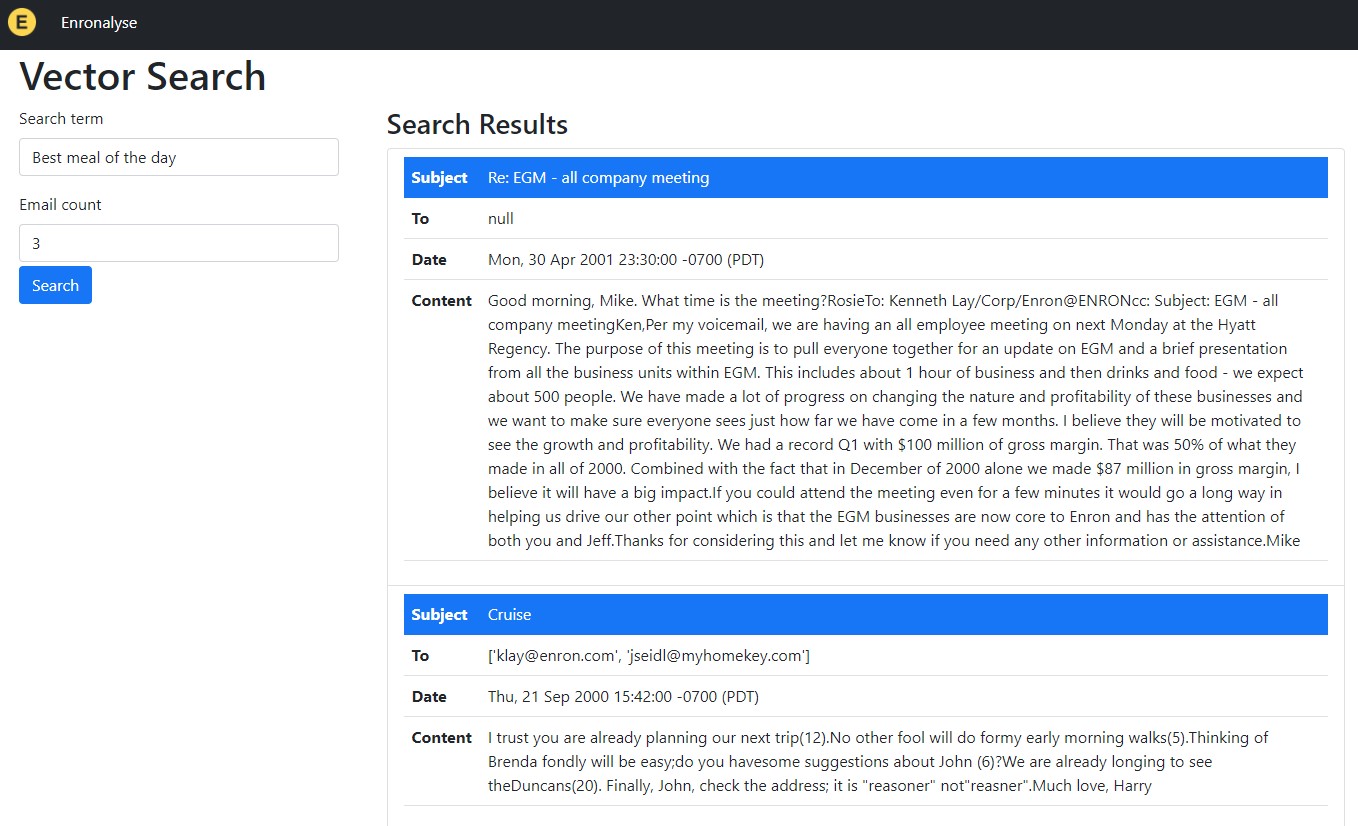 E Enronalyse
Vector Search
Search term
Best meal of the day
Email count
3
Search
Search Results
Subject Re: EGM - all company meeting
To null
Date Mon, 30 Apr 2001 23:30:00 -0700 (PDT)
Content Good morning, Mike. What time is the meeting?RosieTo: Kenneth Lay/Corp/Enron@ENRONcc: Subject: EGM - all
company meetingKen,Per my voicemail, we are having an all employee meeting on next Monday at the Hyatt
Regency. The purpose of this meeting is to pull everyone together for an update on EGM and a brief presentation
from all the business units within EGM. This includes about 1 hour of business and then drinks and food - we expect
about 500 people. We have made a lot of progress on changing the nature and profitability of these businesses and
we want to make sure everyone sees just how far we have come in a few months. I believe they will be motivated to
see the growth and profitability. We had a record Q1 with $100 million of gross margin. That was 50% of what they
made in all of 2000. Combined with the fact that in December of 2000 alone we made $87 million in gross margin, I
believe it will have a big impact.If you could attend the meeting even for a few minutes it would go a long way in
helping us drive our other point which is that the EGM businesses are now core to Enron and has the attention of
both you and Jeff.Thanks for considering this and let me know if you need any other information or assistance.Mike
Subject Cruise
To ['klay@enron.com', 'jseidl@myhomekey.com']
Date Thu, 21 Sep 2000 15:42:00 -0700 (PDT)
Content I trust you are already planning our next trip(12).No other fool will do formy early morning walks(5).Thinking of
Brenda fondly will be easy;do you havesome suggestions about John (6)?We are already longing to see
theDuncans(20). Finally, John, check the address; it is "reasoner" not"reasner".Much love, Harry